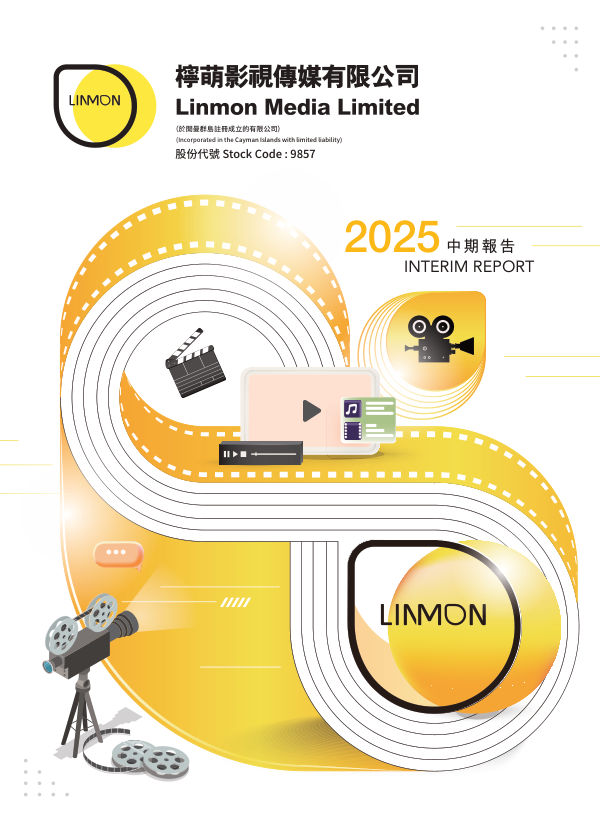 LINMON
檸萌影視傳媒有限公司
Linmon Media Limited
(於開曼群島註冊成立的有限公司)
(Incorporated in the Cayman Islands with limited liability)
股份代號 Stock Code : 9857
2025 中期報告
INTERIM REPORT
LINMON